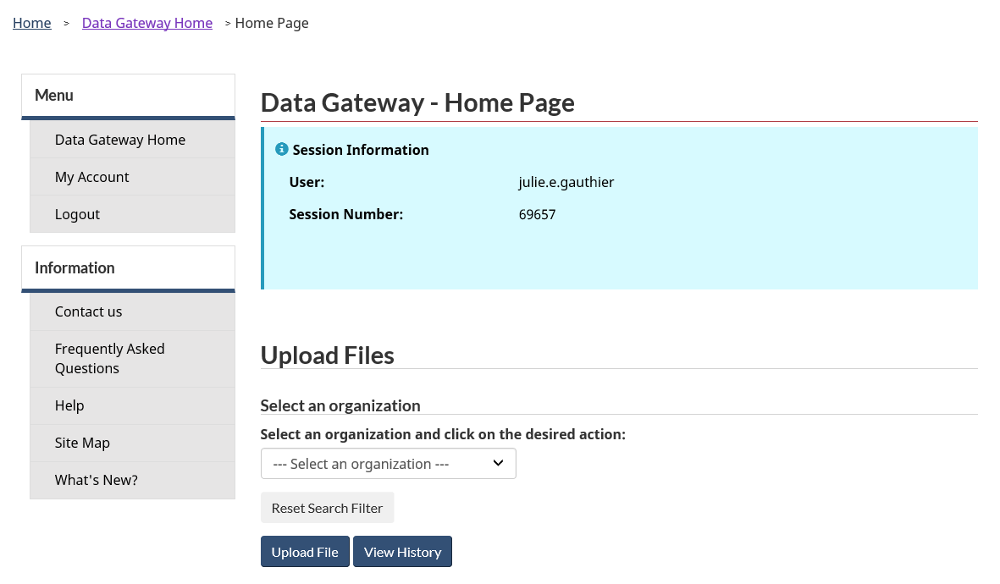 Home > Data Gateway Home > Home Page
Menu
Data Gateway Home
My Account
Logout
Information
Contact us
Frequently Asked
Questions
Help
Site Map
What's New?
Data Gateway - Home Page
Session Information
User: julie.e.gauthier
Session Number: 69657
Upload Files
Select an organization
Select an organization and click on the desired action:
--- Select an organization ---
Reset Search Filter
Upload File View History